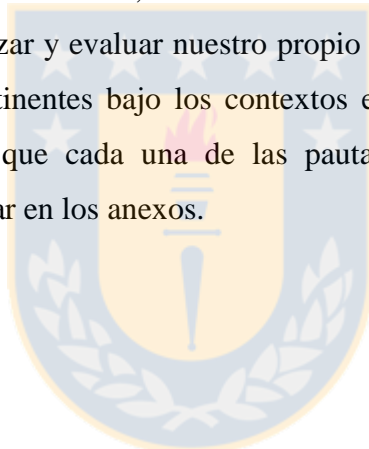 zar y evaluar nuestro propio
tinentes bajo los contextos e
que cada una de las pauta
ar en los anexos.